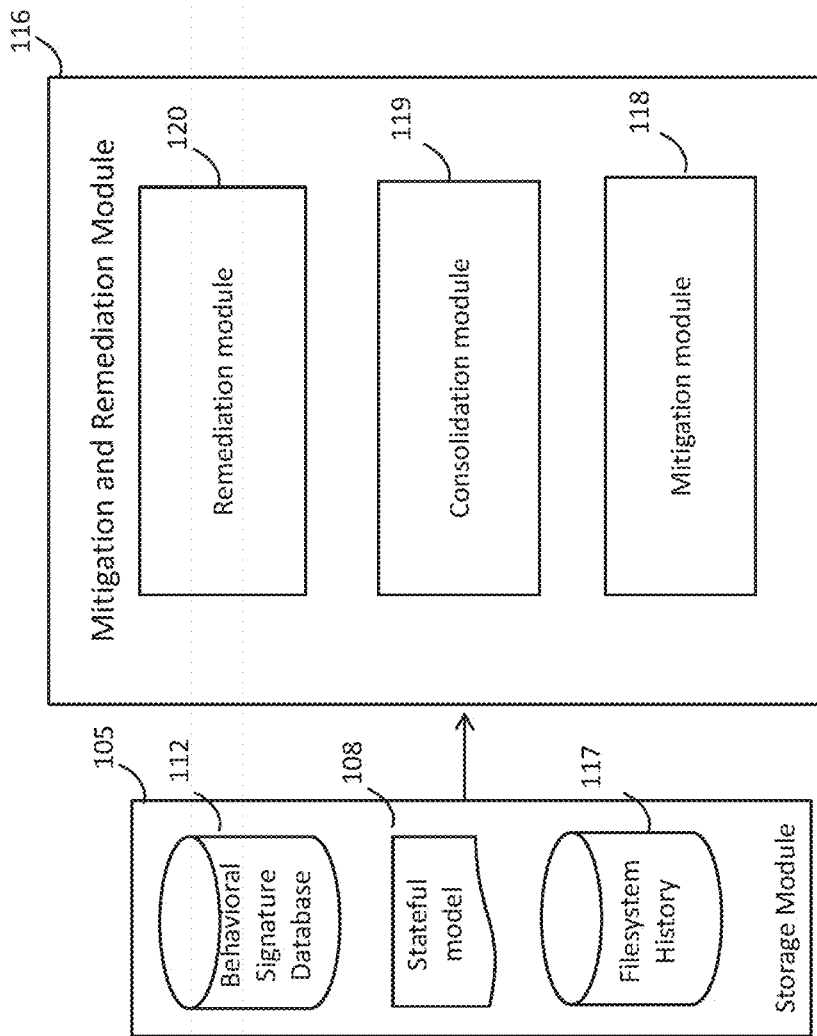 116
Mitigation and Remediation Module
120
Remediation module
119
Consolidation module
118
Mitigation module
105
112
Behavioral
Signature
Database
108
Stateful
model
117
Filesystem
History
Storage Module